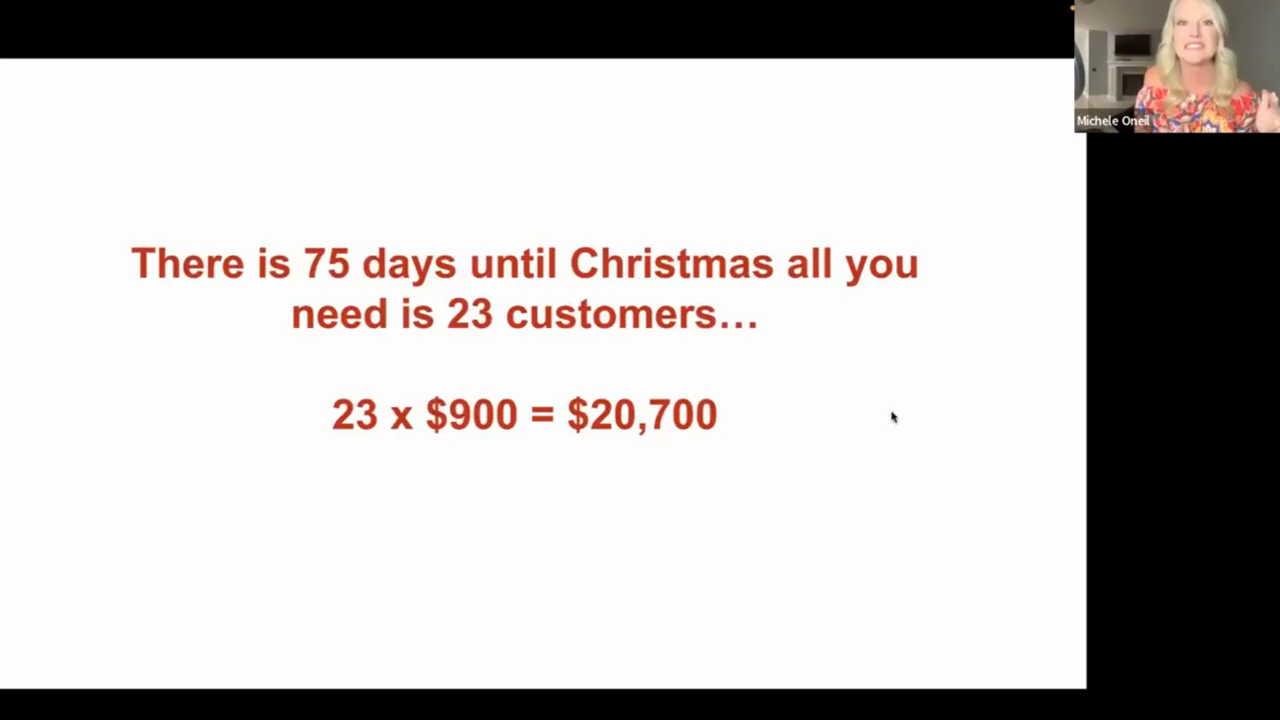 Michele Oneil
There is 75 days until Christmas all you
need is 23 customers…
23 x $900 = $20,700